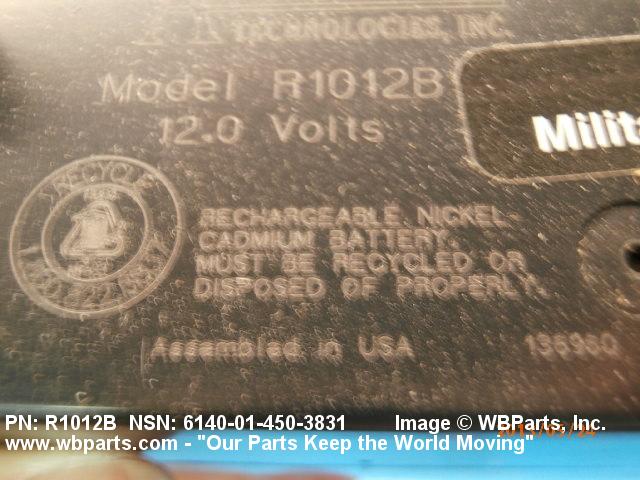 TECHNOLOGIES, INC.
Model R1012B
12.0 Volts
Milita
RECYCLE
RECHARGEABLE NICKEL-
CADMIUM BATTERY.
MUST BE RECYCLED OR
DISPOSED OF PROPERLY.
Assembled in USA
PN: R1012B NSN: 6140-01-450-3831 Image © WBParts, Inc.
www.wbparts.com - "Our Parts Keep the World Moving"